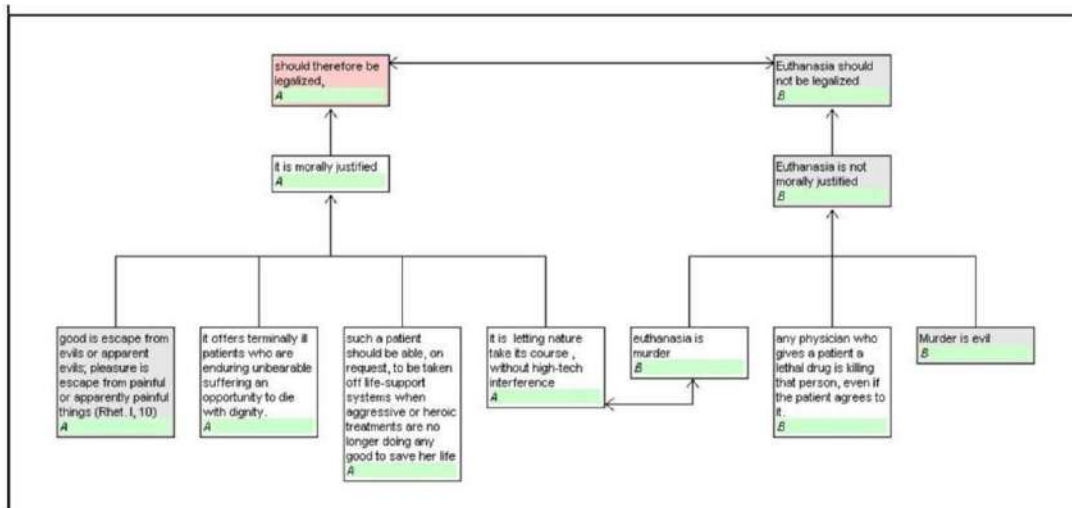 should therefore be
legalized,
A
Euthanasia should
not be legalized
B
it is morally justified
A
Euthanasia is not
morally justified
B
good is escape from
evils or apparent
evils; pleasure is
escape from painful
or apparently painful
things (Rhet. I, 10)
A
it offers terminally ill
patients who are
enduring unbearable
suffering an
opportunity to die
with dignity.
A
such a patient
should be able, on
request, to be taken
off life-support
systems when
aggressive or heroic
treatments are no
longer doing any
good to save her life
A
it is letting nature
take its course ,
without high-tech
interference
A
euthanasia is
murder
B
any physician who
gives a patient a
lethal drug is killing
that person, even if
the patient agrees to
it.
B
Murder is evil
B